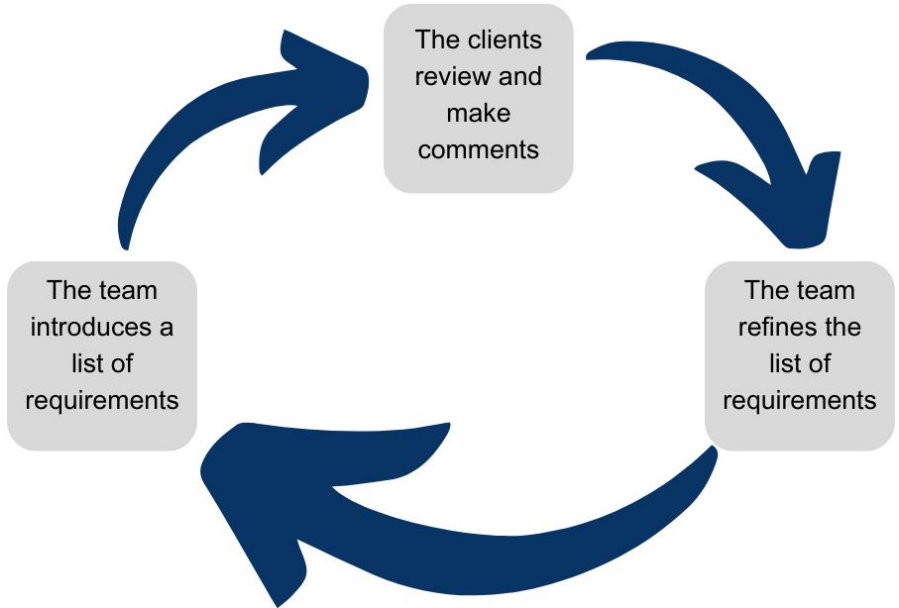 The clients
review and
make
comments
The team
introduces a
list of
requirements
The team
refines the
list of
requirements